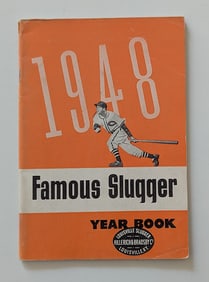 1948
Famous Slugger
YEAR BOOK
LOUISVILLE SLUGGER
HILLERICH & BRADSBY Co
LOUISVILLE, KY.